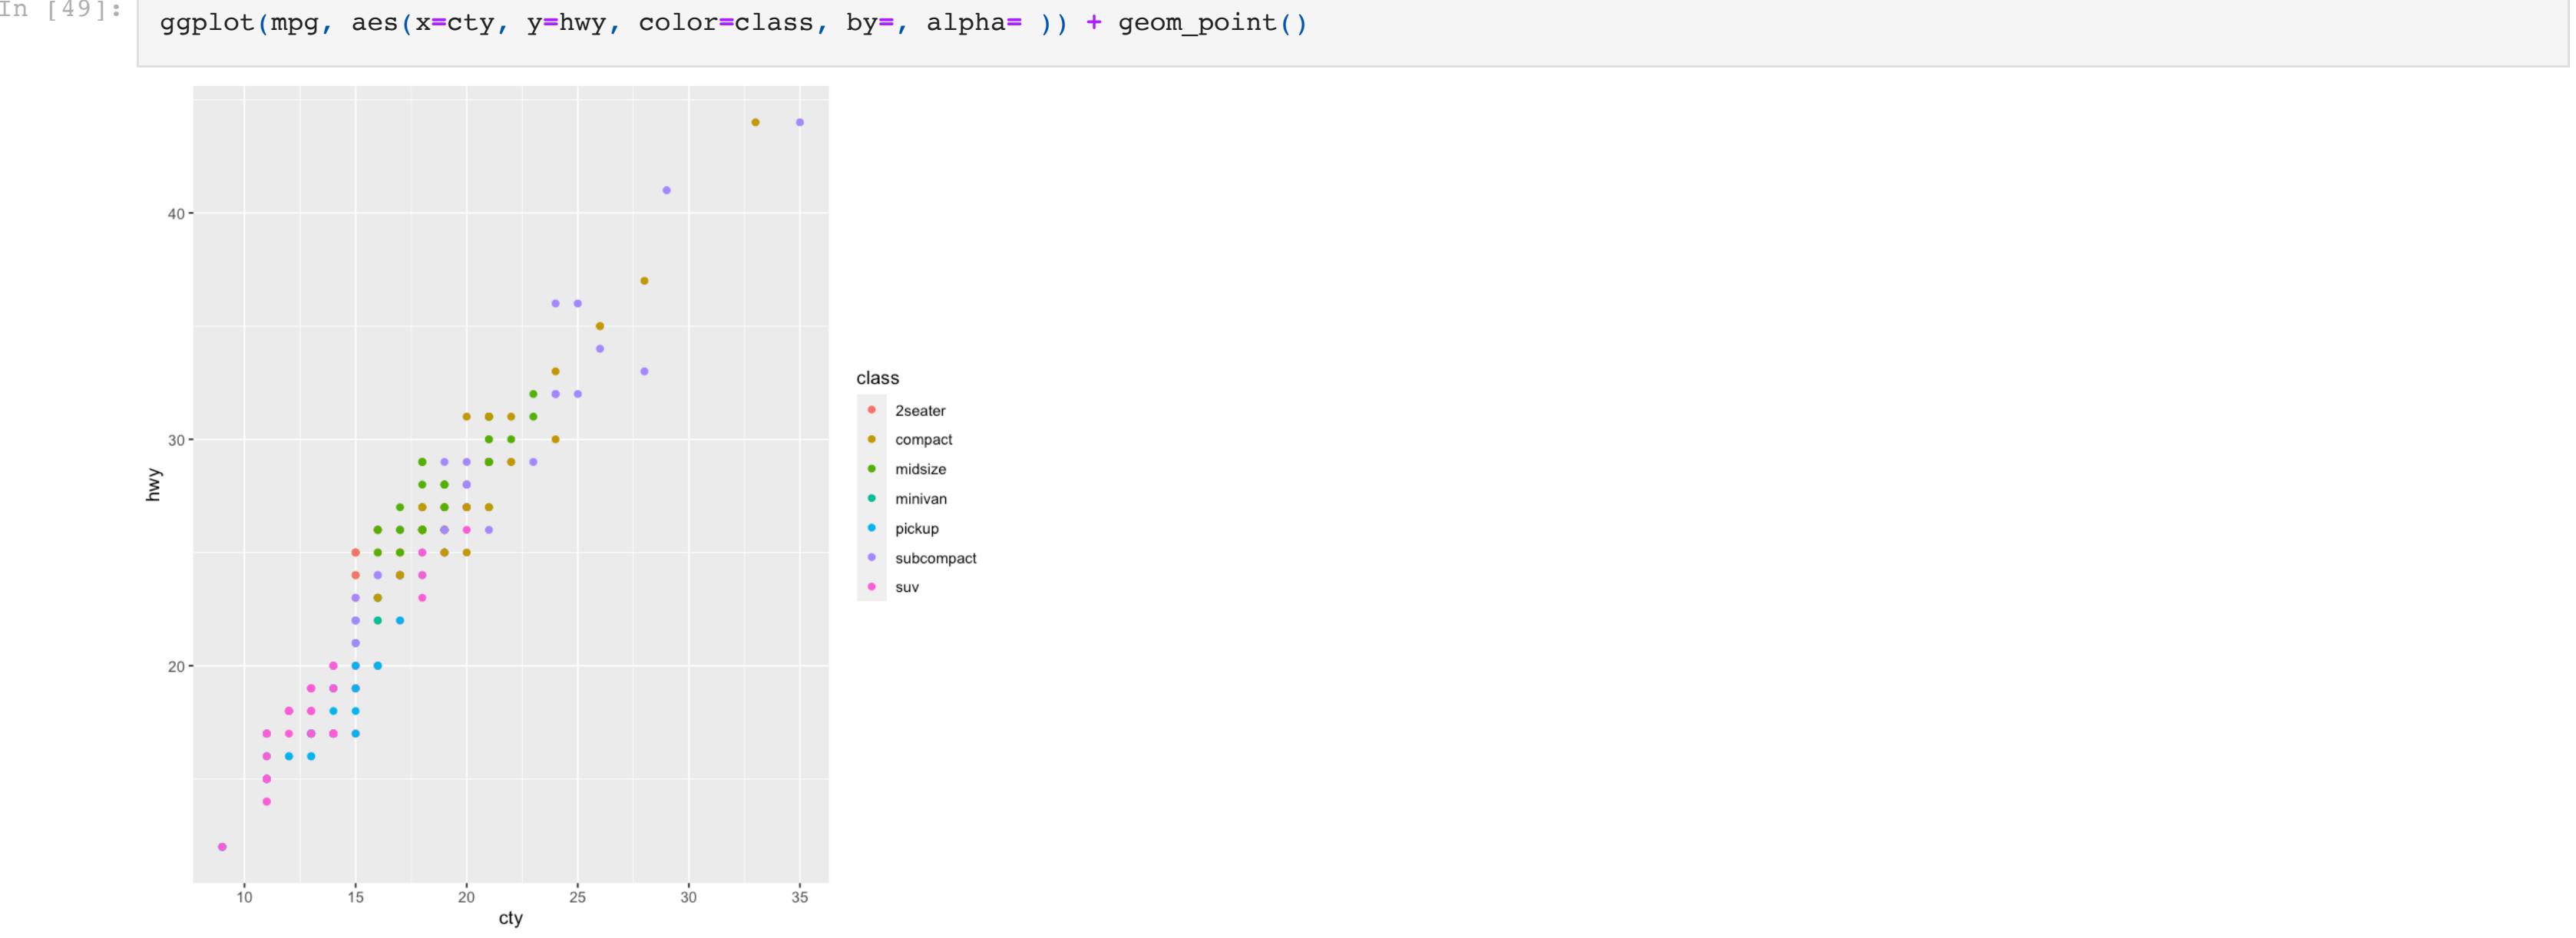 In [49]:
ggplot(mpg, aes(x=cty, y=hwy, color=class, by=, alpha= )) + geom_point()
40
30
20
hwy
10 15 20 25 30 35
cty
class
2seater
compact
midsize
minivan
pickup
subcompact
suv